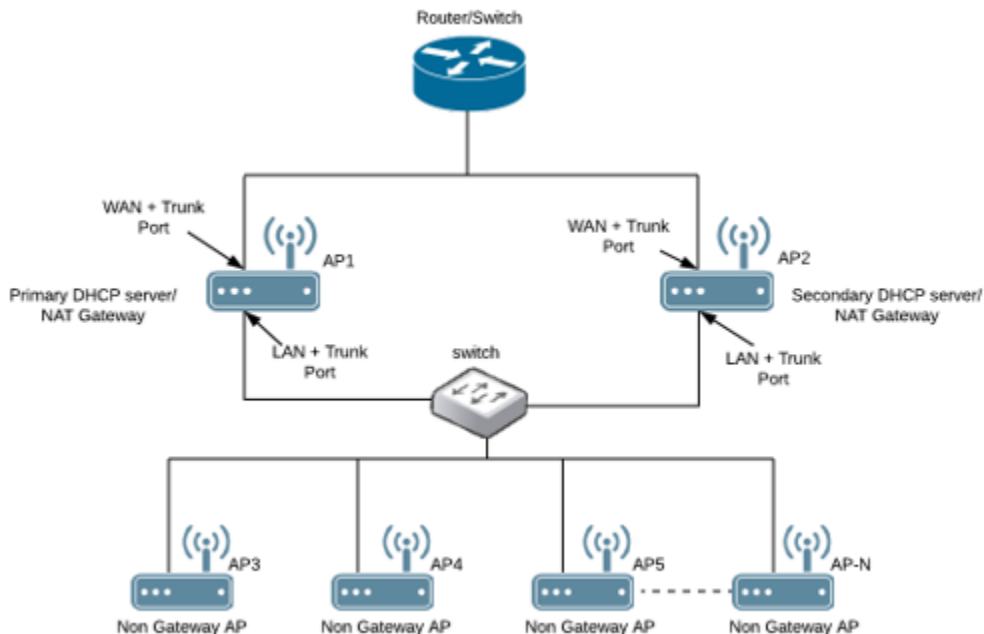 Router/Switch
WAN + Trunk
Port
AP1
Primary DHCP server/
NAT Gateway
LAN + Trunk
Port
WAN + Trunk
Port
AP2
Secondary DHCP server/
NAT Gateway
LAN + Trunk
Port
switch
AP3
AP4
AP5
AP-N
Non Gateway AP
Non Gateway AP
Non Gateway AP
Non Gateway AP